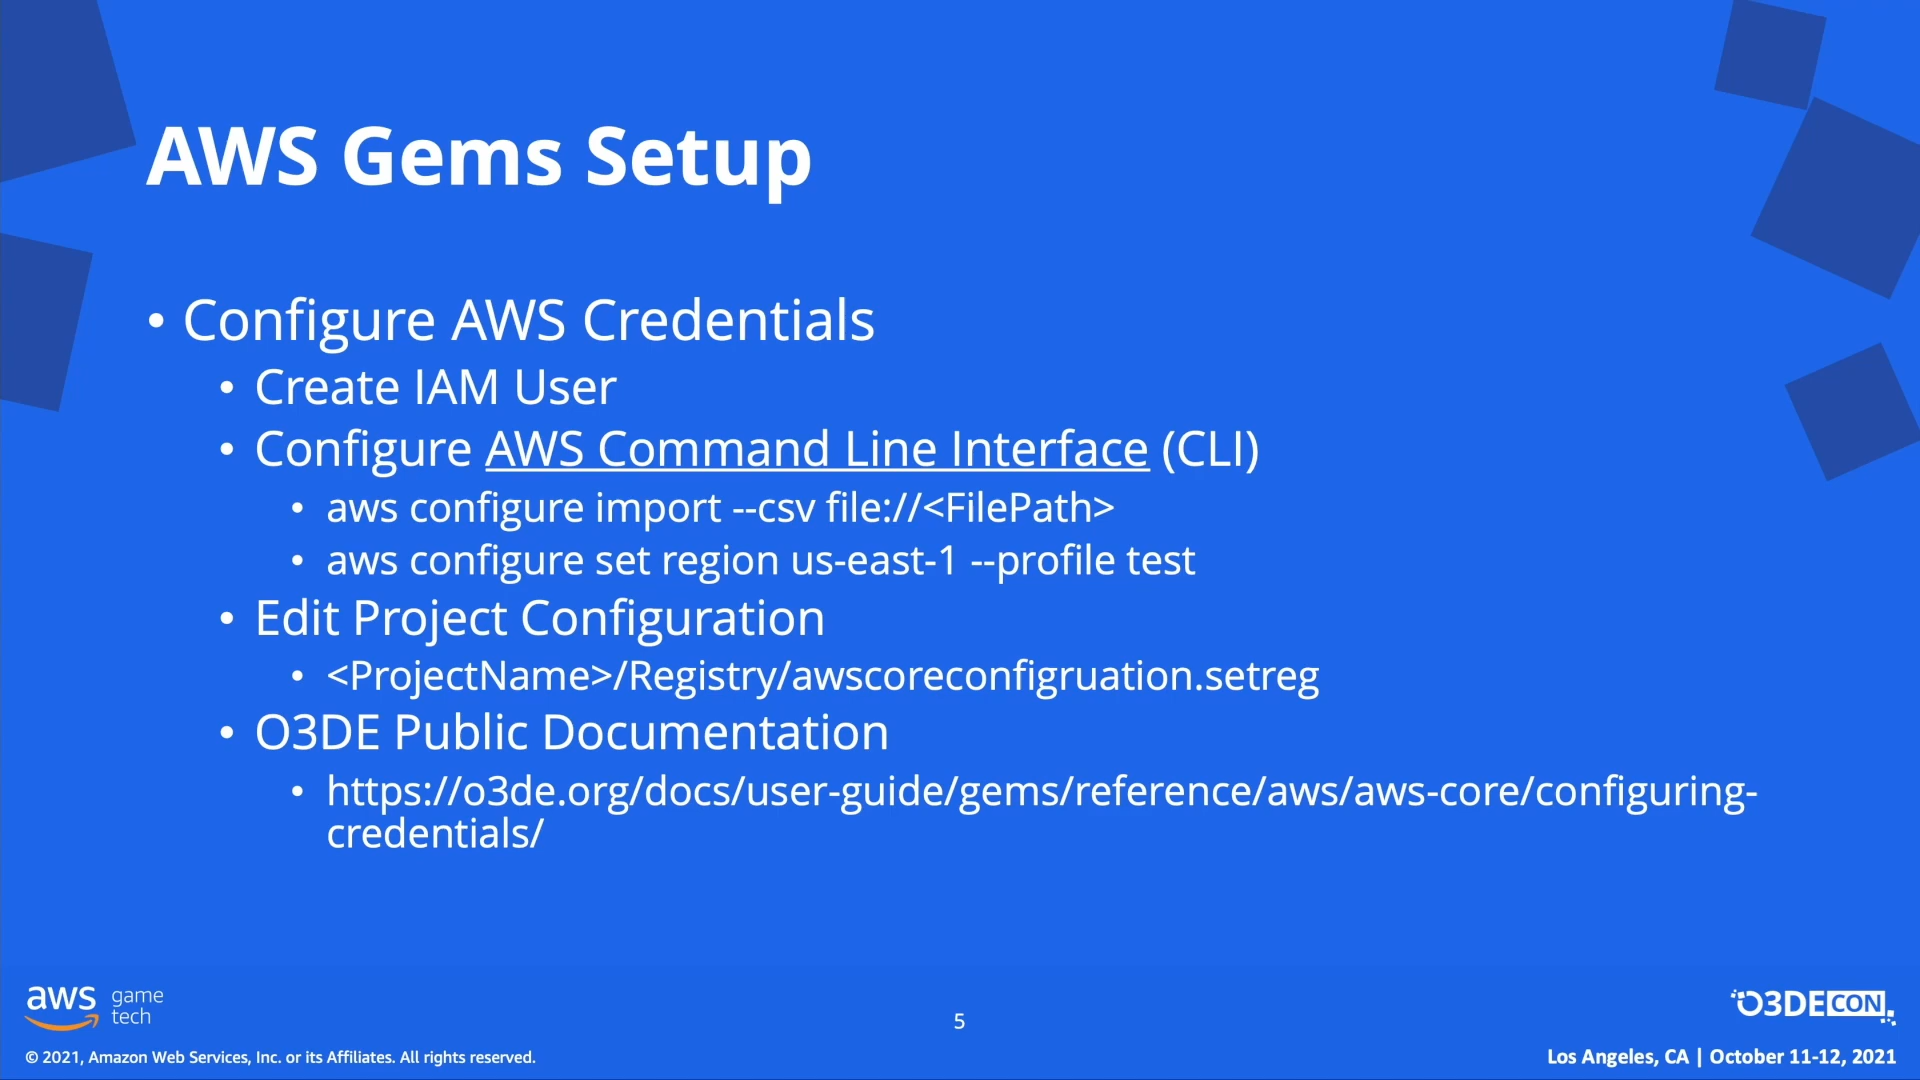 AWS Gems Setup
• Configure AWS Credentials
• Create IAM User
• Configure AWS Command Line Interface (CLI)
• aws configure import --csv file://<FilePath>
• aws configure set region us-east-1 --profile test
• Edit Project Configuration
• <ProjectName>/Registry/awscoreconfigruation.setreg
• O3DE Public Documentation
• https://o3de.org/docs/user-guide/gems/reference/aws/aws-core/configuring-
credentials/
aws game
tech
5
O3DECON
© 2021, Amazon Web Services, Inc. or its Affiliates. All rights reserved.
Los Angeles, CA | October 11-12, 2021